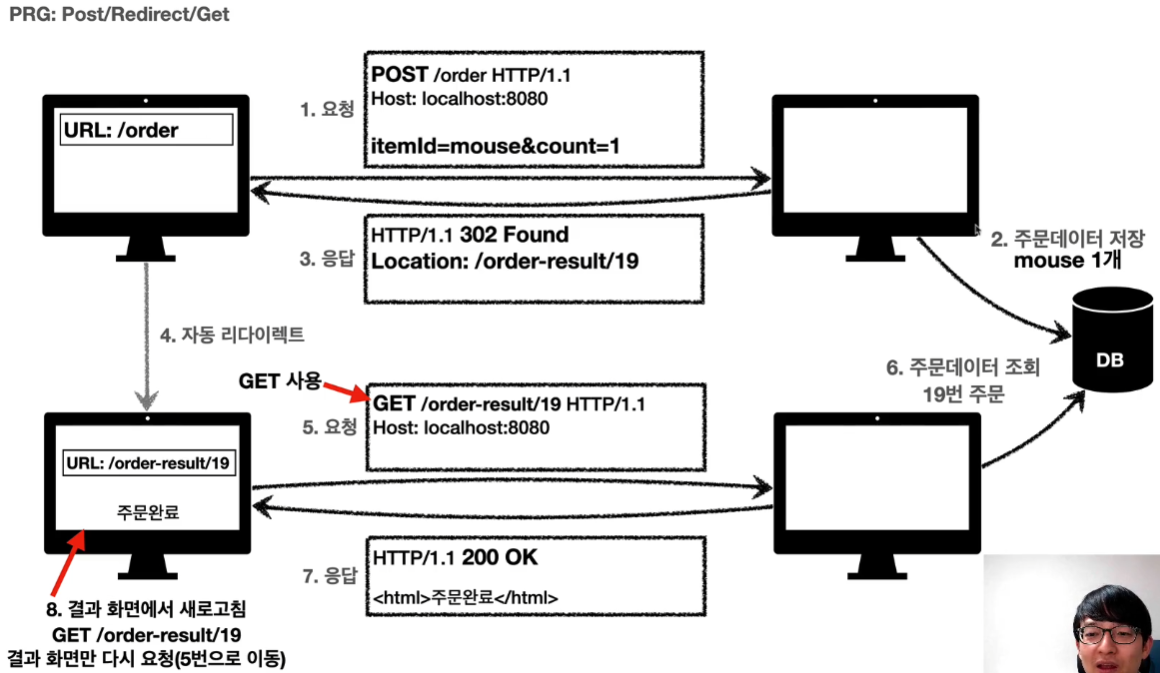 PRG: Post/Redirect/Get
URL: /order
1. 요청
POST /order HTTP/1.1
Host: localhost:8080
itemId=mouse&count=1
3. 응답
HTTP/1.1 302 Found
Location: /order-result/19
2. 주문데이터 저장
mouse 1개
DB
4. 자동 리다이렉트
GET 사용
5. 요청
GET /order-result/19 HTTP/1.1
Host: localhost:8080
6. 주문데이터 조회
19번 주문
URL: /order-result/19
주문완료
7. 응답
HTTP/1.1 200 OK
<html>주문완료</html>
8. 결과 화면에서 새로고침
GET /order-result/19
결과 화면만 다시 요청(5번으로 이동)